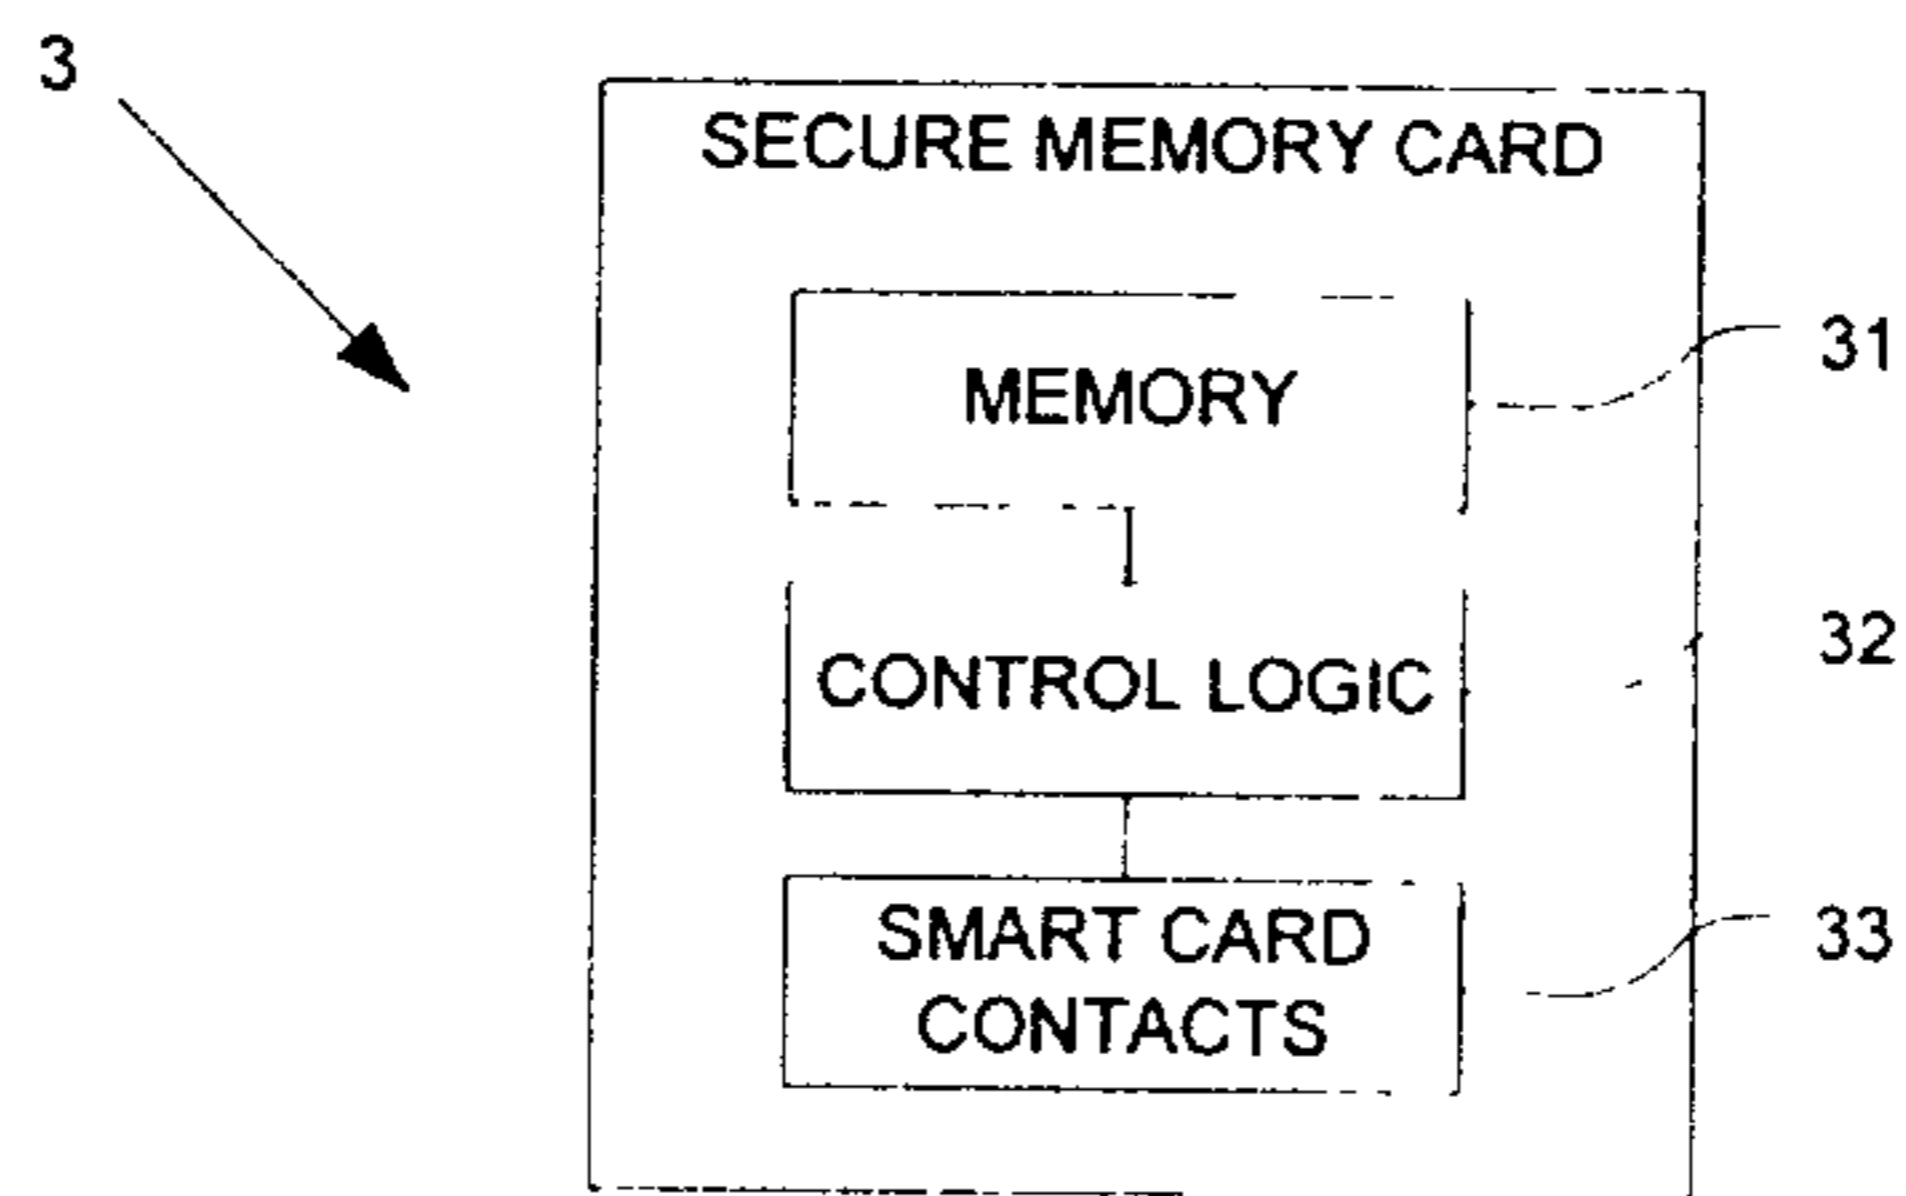 3
SECURE MEMORY CARD
MEMORY
31
CONTROL LOGIC
32
SMART CARD
CONTACTS
33